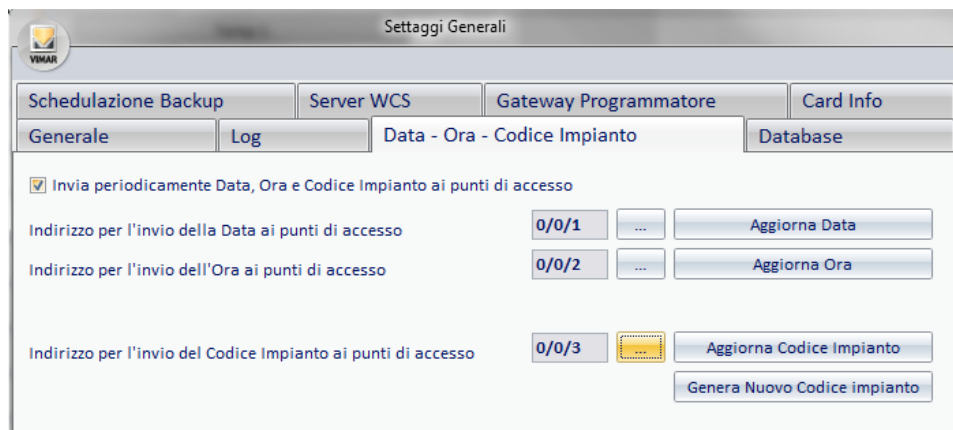 Settaggi Generali
VIMAR
Schedulazione Backup Server WCS Gateway Programmatore Card Info
Generale Log Data - Ora - Codice Impianto Database
Invia periodicamente Data, Ora e Codice Impianto ai punti di accesso
Indirizzo per l'invio della Data ai punti di accesso 0/0/1 ... Aggiorna Data
Indirizzo per l'invio dell'Ora ai punti di accesso 0/0/2 ... Aggiorna Ora
Indirizzo per l'invio del Codice Impianto ai punti di accesso 0/0/3 ... Aggiorna Codice Impianto
Genera Nuovo Codice impianto